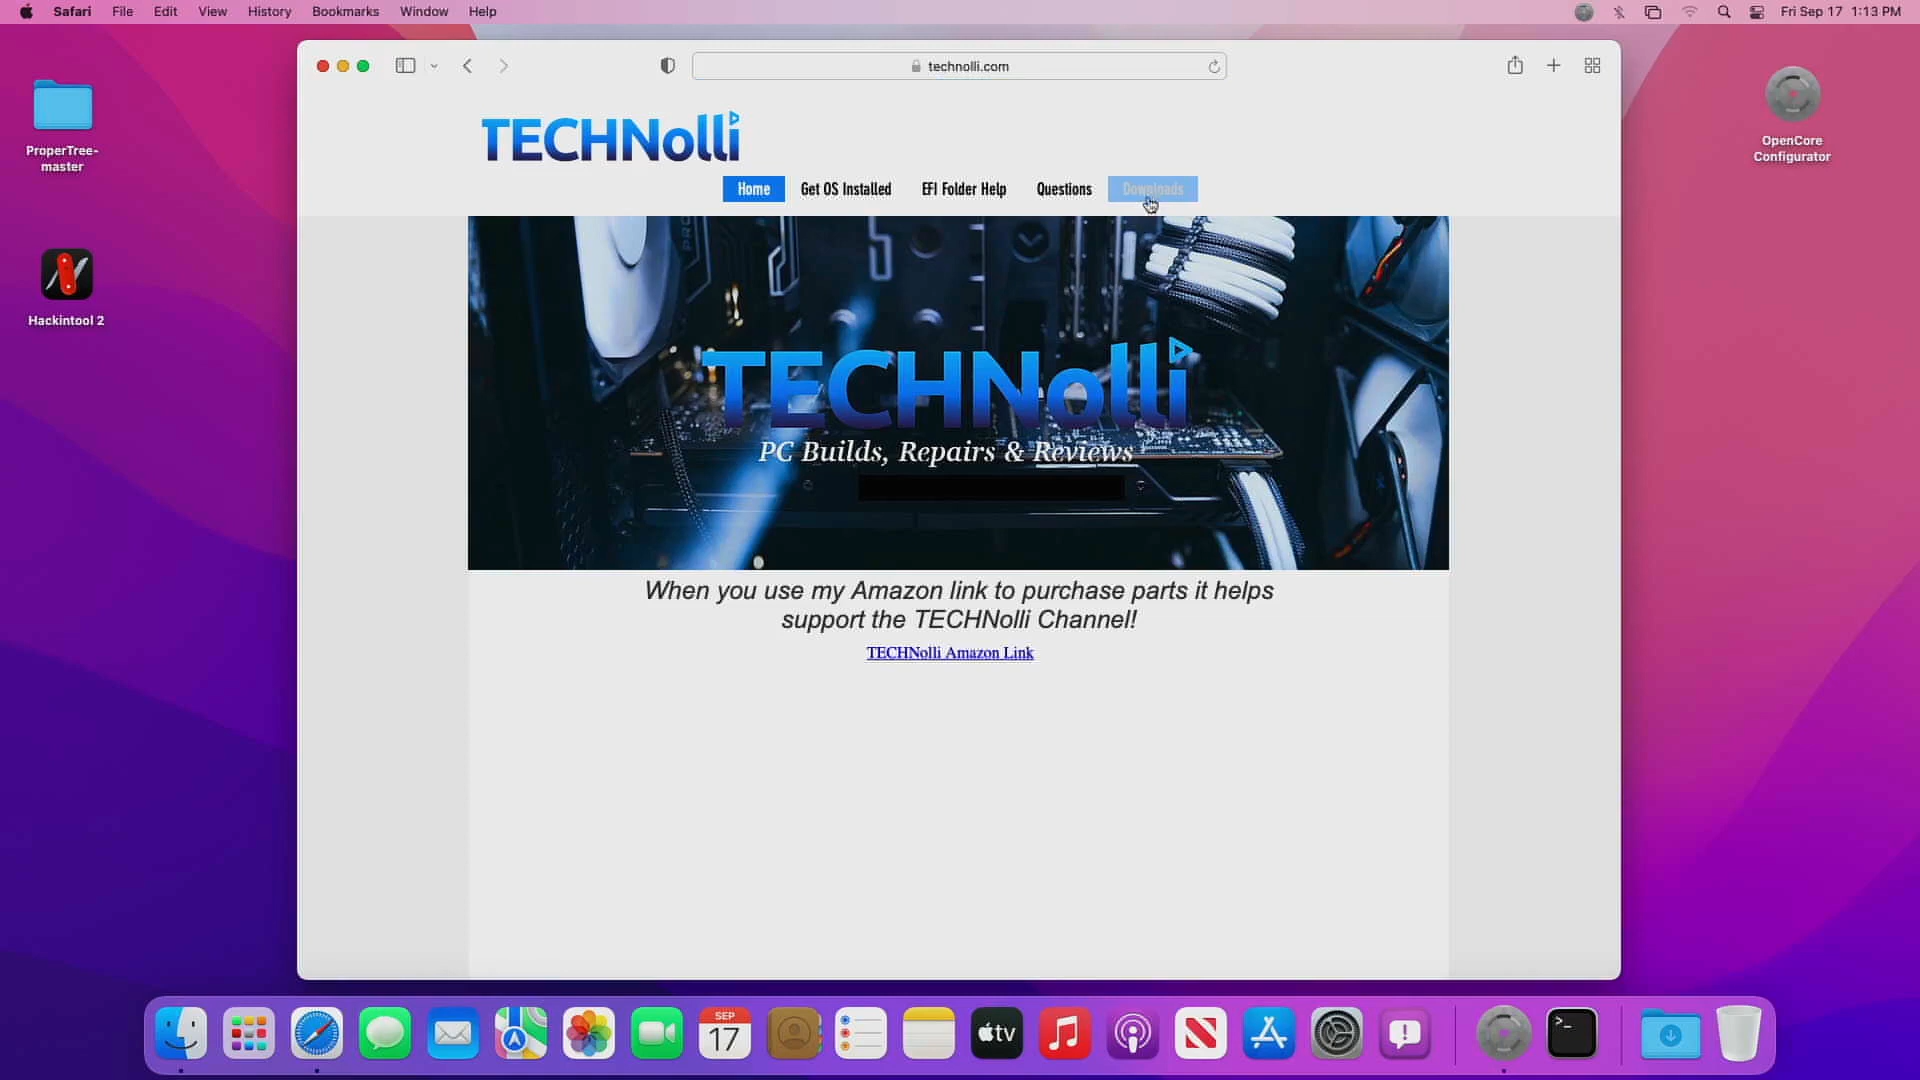 Safari File Edit View History Bookmarks Window Help Fri Sep 17 1:13 PM
technolli.com
ProperTree-
master
OpenCore
Configurator
Hackintool 2
TECHNolli
Home Get OS Installed EFI Folder Help Questions Downloads
TECHNolli
PC Builds, Repairs & Reviews
When you use my Amazon link to purchase parts it helps
support the TECHNolli Channel!
TECHNolli Amazon Link
SEP
17
tv
>_